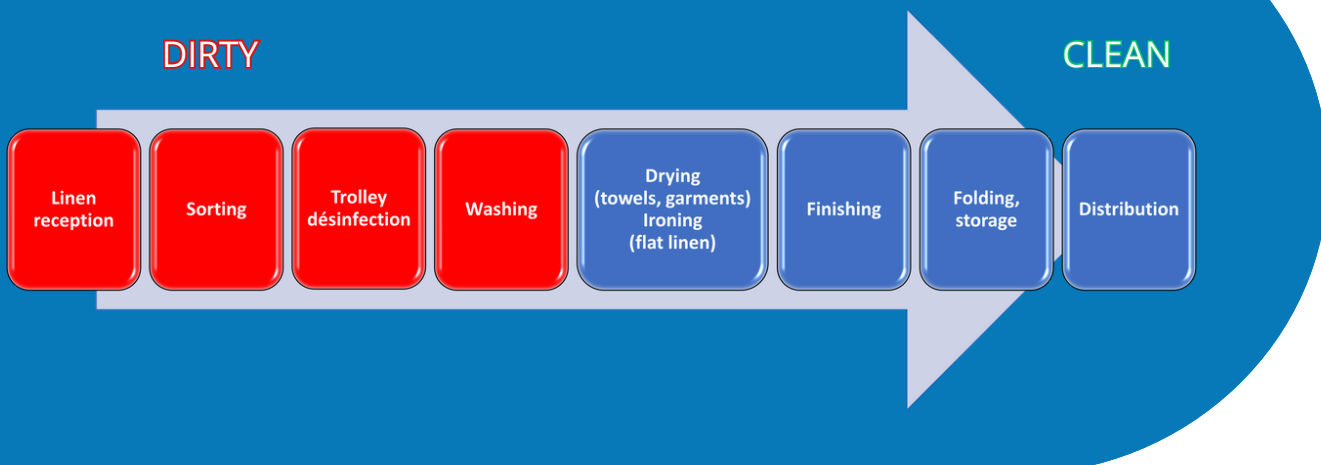 DIRTY
CLEAN
Linen
reception
Sorting
Trolley
désinfection
Washing
Drying
(towels, garments)
Ironing
(flat linen)
Finishing
Folding,
storage
Distribution